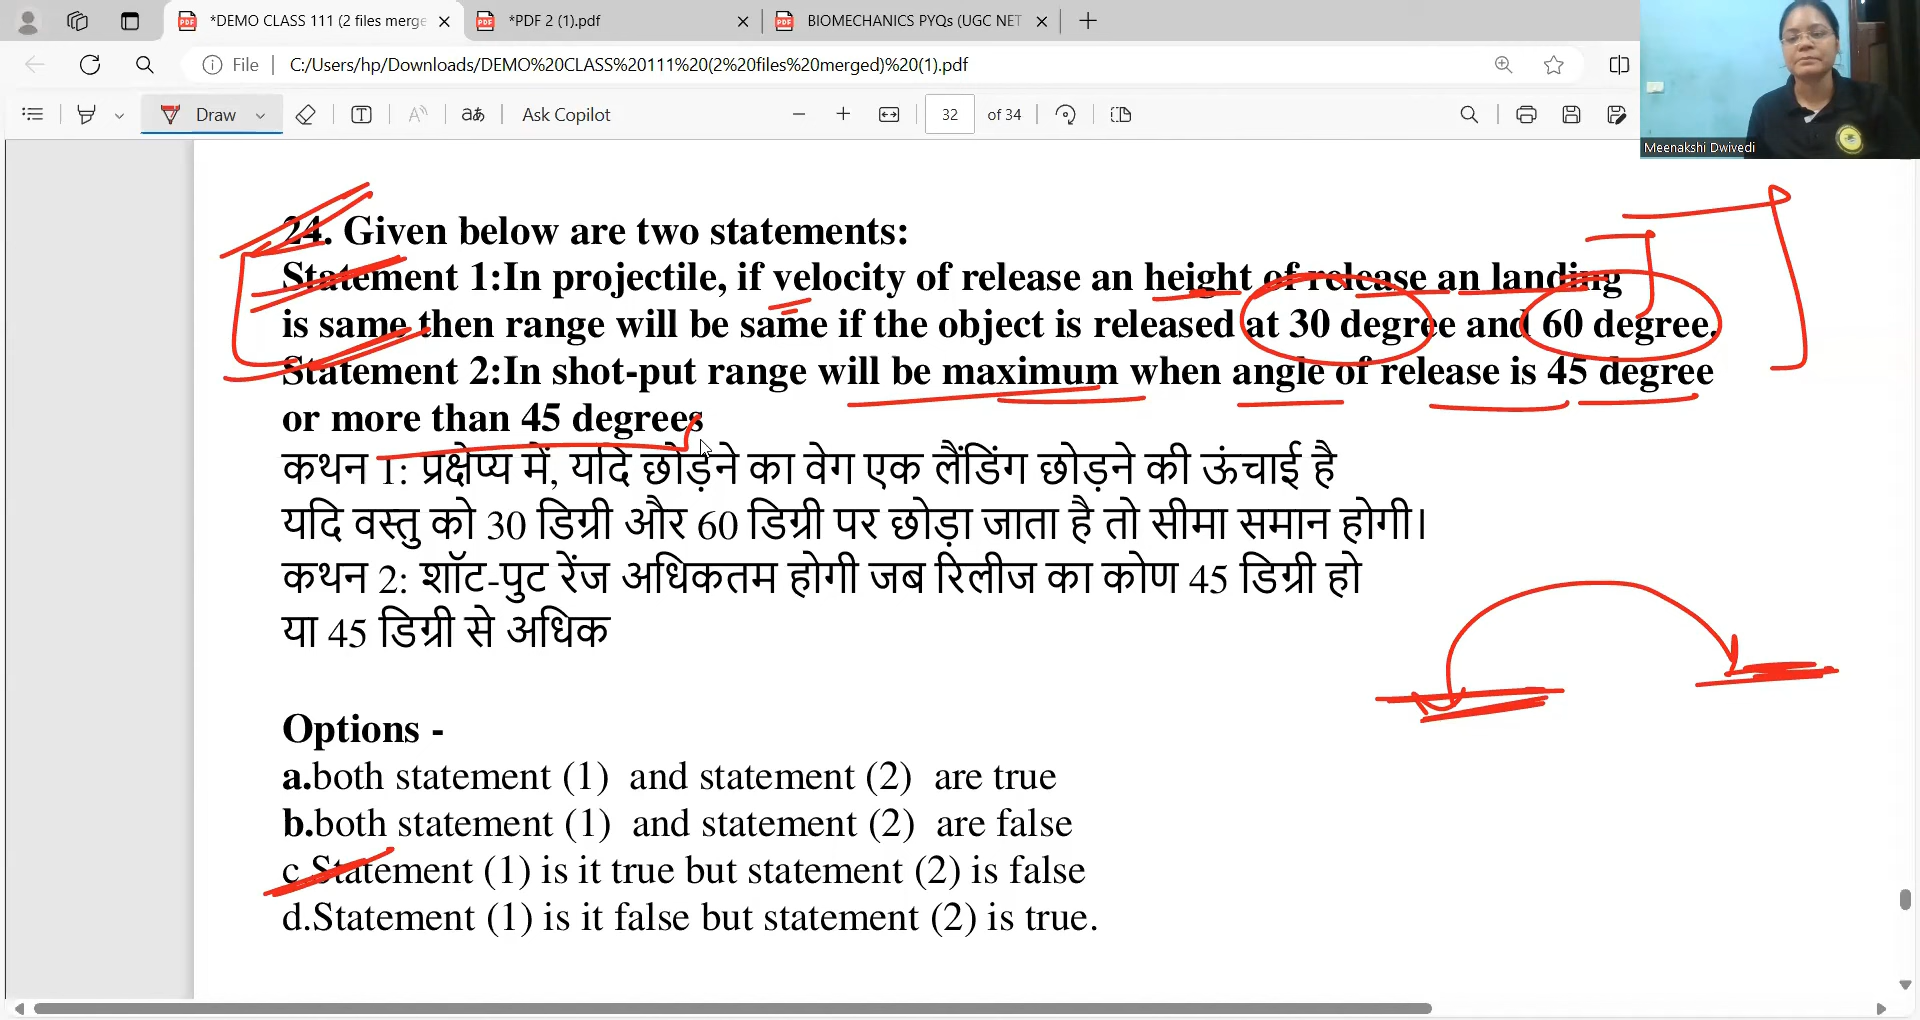 *DEMO CLASS 111 (2 files merge
*PDF 2 (1).pdf
BIOMECHANICS PYQs (UGC NET
File
C:/Users/hp/Downloads/DEMO%20CLASS%20111%20(2%20files%20merged)%20(1).pdf
Draw
aあ
Ask Copilot
32 of 34
Meenakshi Dwivedi
24. Given below are two statements:
Statement 1:In projectile, if velocity of release an height of release an landing
is same then range will be same if the object is released at 30 degree and 60 degree.
Statement 2:In shot-put range will be maximum when angle of release is 45 degree
or more than 45 degrees
कथन 1: प्रक्षेप्य में, यदि छोड़ने का वेग एक लैंडिंग छोड़ने की ऊंचाई है
यदि वस्तु को 30 डिग्री और 60 डिग्री पर छोड़ा जाता है तो सीमा समान होगी।
कथन 2: शॉट-पुट रेंज अधिकतम होगी जब रिलीज का कोण 45 डिग्री हो
या 45 डिग्री से अधिक
Options -
a.both statement (1) and statement (2) are true
b.both statement (1) and statement (2) are false
c.Statement (1) is it true but statement (2) is false
d.Statement (1) is it false but statement (2) is true.